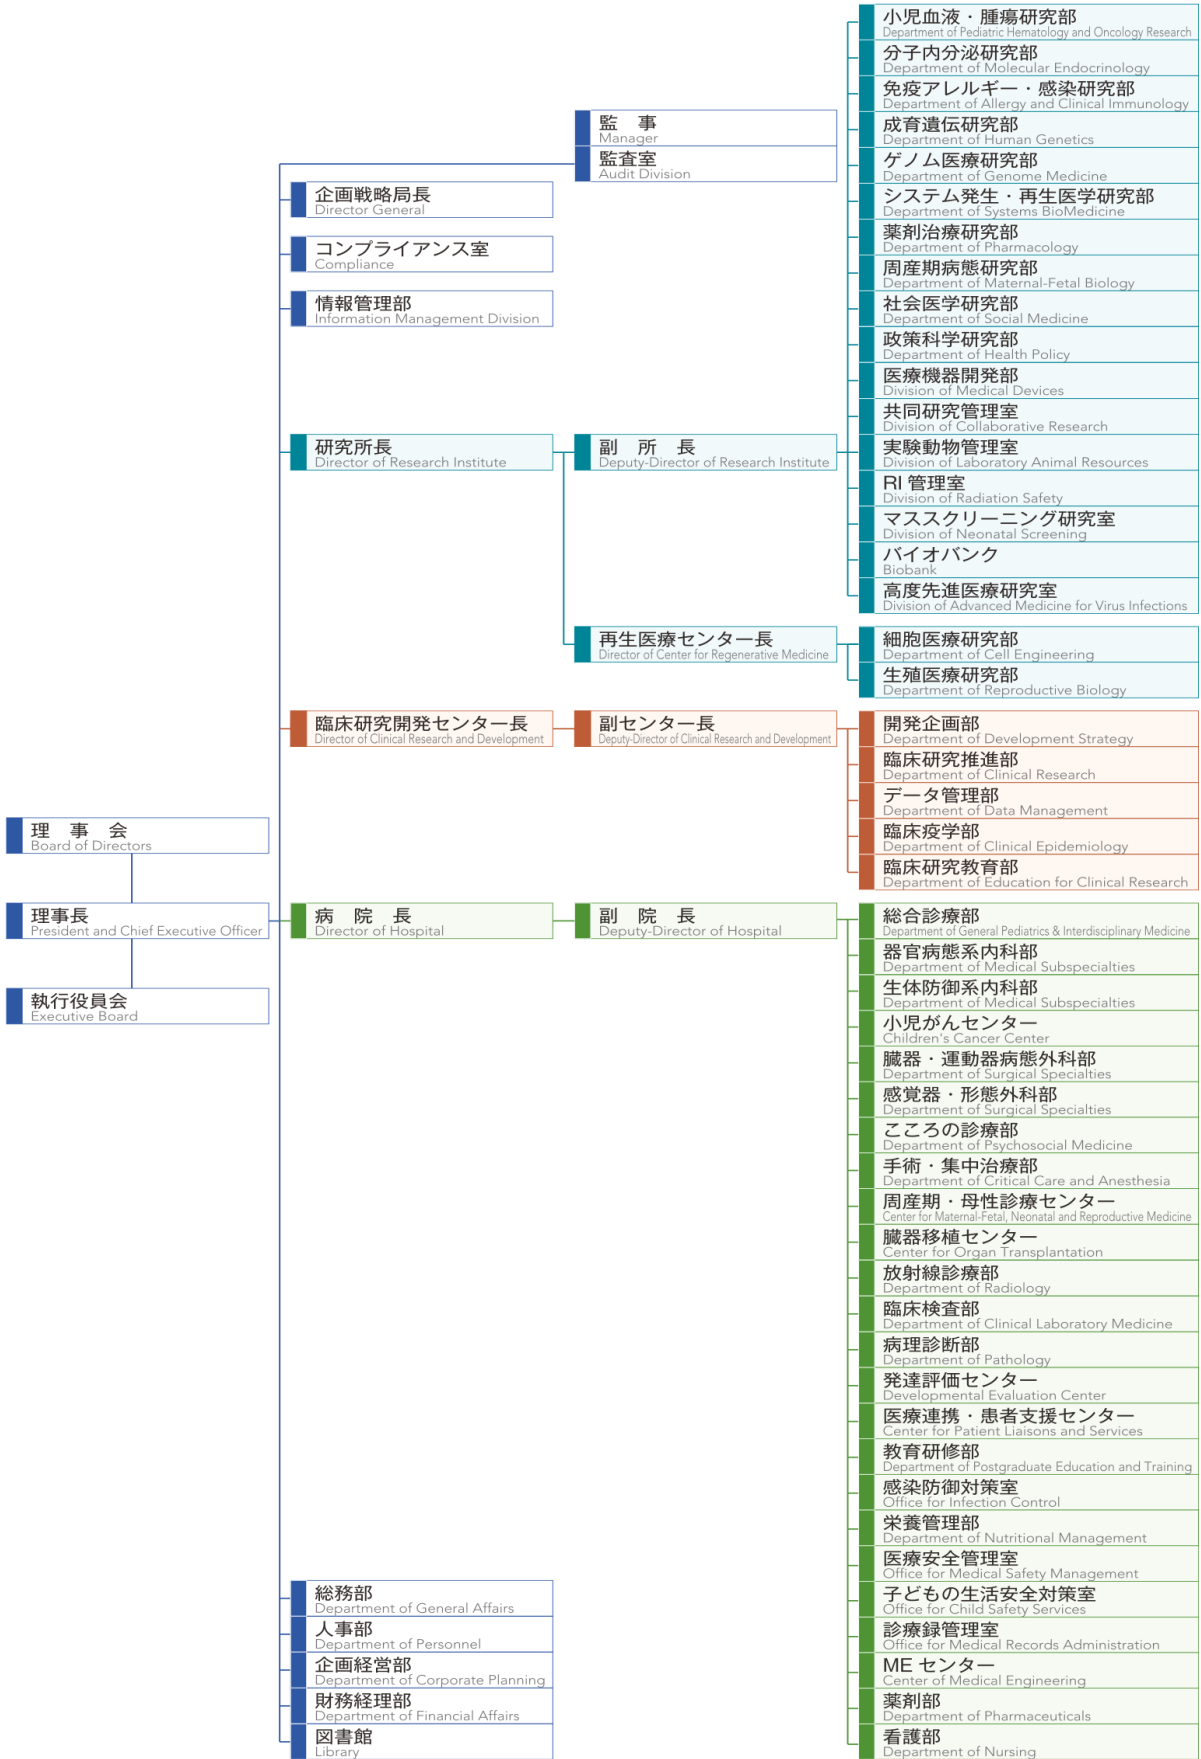 理事会
Board of Directors
理事長
President and Chief Executive Officer
執行役員会
Executive Board
監事
Manager
監査室
Audit Division
企画戦略局長
Director General
コンプライアンス室
Compliance
情報管理部
Information Management Division
研究所長
Director of Research Institute
副所長
Deputy-Director of Research Institute
小児血液・腫瘍研究部
Department of Pediatric Hematology and Oncology Research
分子内分泌研究部
Department of Molecular Endocrinology
免疫アレルギー・感染研究部
Department of Allergy and Clinical Immunology
成育遺伝研究部
Department of Human Genetics
ゲノム医療研究部
Department of Genome Medicine
システム発生・再生医学研究部
Department of Systems BioMedicine
薬剤治療研究部
Department of Pharmacology
周産期病態研究部
Department of Maternal-Fetal Biology
社会医学研究部
Department of Social Medicine
政策科学研究部
Department of Health Policy
医療機器開発部
Division of Medical Devices
共同研究管理室
Division of Collaborative Research
実験動物管理室
Division of Laboratory Animal Resources
RI 管理室
Division of Radiation Safety
マススクリーニング研究室
Division of Neonatal Screening
バイオバンク
Biobank
高度先進医療研究室
Division of Advanced Medicine for Virus Infections
再生医療センター長
Director of Center for Regenerative Medicine
細胞医療研究部
Department of Cell Engineering
生殖医療研究部
Department of Reproductive Biology
臨床研究開発センター長
Director of Clinical Research and Development
副センター長
Deputy-Director of Clinical Research and Development
開発企画部
Department of Development Strategy
臨床研究推進部
Department of Clinical Research
データ管理部
Department of Data Management
臨床疫学部
Department of Clinical Epidemiology
臨床研究教育部
Department of Education for Clinical Research
病院長
Director of Hospital
副院長
Deputy-Director of Hospital
総合診療部
Department of General Pediatrics & Interdisciplinary Medicine
器官病態系内科部
Department of Medical Subspecialties
生体防御系内科部
Department of Medical Subspecialties
小児がんセンター
Children's Cancer Center
臓器・運動器病態外科部
Department of Surgical Specialties
感覚器・形態外科部
Department of Surgical Specialties
こころの診療部
Department of Psychosocial Medicine
手術・集中治療部
Department of Critical Care and Anesthesia
周産期・母性診療センター
Center for Maternal-Fetal, Neonatal and Reproductive Medicine
臓器移植センター
Center for Organ Transplantation
放射線診療部
Department of Radiology
臨床検査部
Department of Clinical Laboratory Medicine
病理診断部
Department of Pathology
発達評価センター
Developmental Evaluation Center
医療連携・患者支援センター
Center for Patient Liaisons and Services
教育研修部
Department of Postgraduate Education and Training
感染防御対策室
Office for Infection Control
栄養管理部
Department of Nutritional Management
医療安全管理室
Office for Medical Safety Management
子どもの生活安全対策室
Office for Child Safety Services
診療録管理室
Office for Medical Records Administration
ME センター
Center of Medical Engineering
薬剤部
Department of Pharmaceuticals
看護部
Department of Nursing
総務部
Department of General Affairs
人事部
Department of Personnel
企画経営部
Department of Corporate Planning
財務経理部
Department of Financial Affairs
図書館
Library